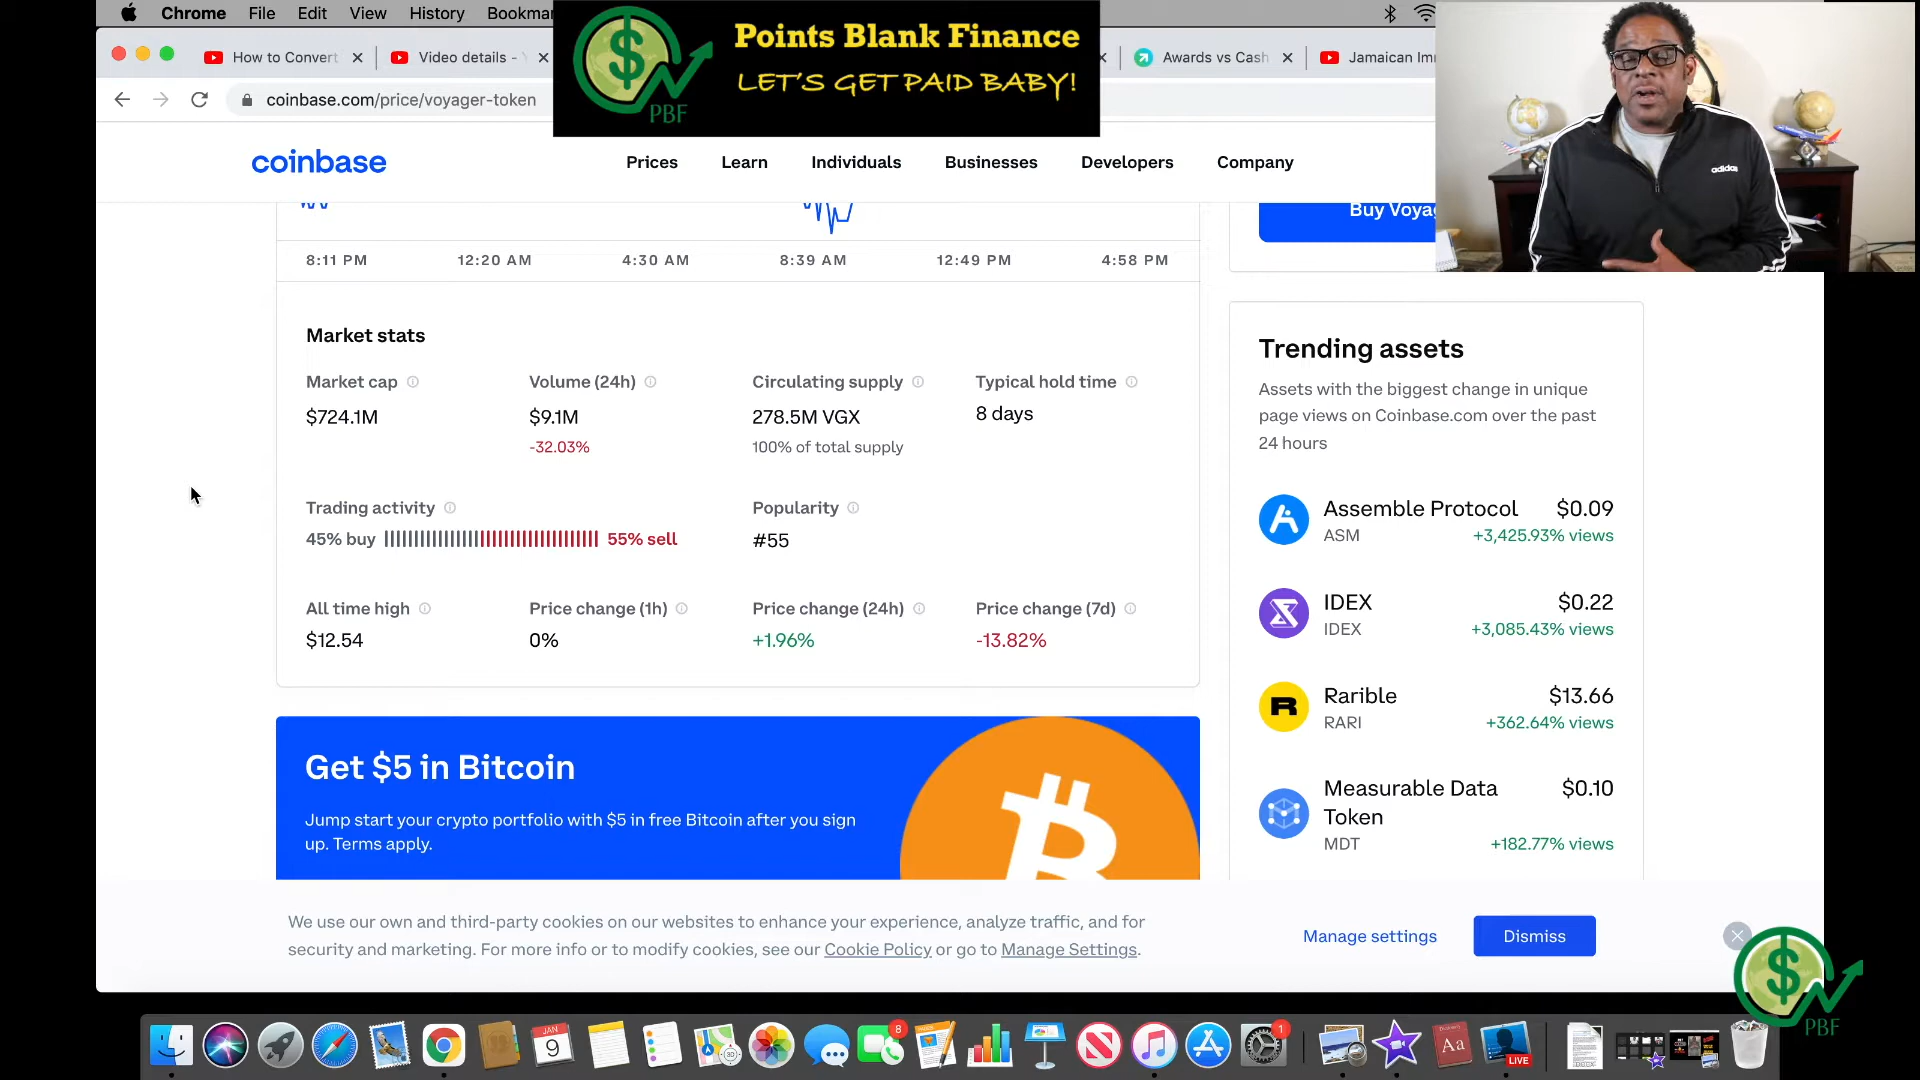 Chrome File Edit View History Bookmar
Points Blank Finance
LET'S GET PAID BABY!
PBF
How to Convert
Video details -
Awards vs Cash
Jamaican Im
coinbase.com/price/voyager-token
adidas
coinbase
Prices Learn Individuals Businesses Developers Company
Buy Voya
8:11 PM 12:20 AM 4:30 AM 8:39 AM 12:49 PM 4:58 PM
Market stats
Market cap Volume (24h) Circulating supply Typical hold time
$724.1M $9.1M 278.5M VGX 8 days
-32.03% 100% of total supply
Trading activity Popularity
45% buy 55% sell #55
All time high Price change (1h) Price change (24h) Price change (7d)
$12.54 0% +1.96% -13.82%
Trending assets
Assets with the biggest change in unique
page views on Coinbase.com over the past
24 hours
Assemble Protocol $0.09
ASM +3,425.93% views
IDEX $0.22
IDEX +3,085.43% views
Rarible $13.66
RARI +362.64% views
Measurable Data $0.10
Token
MDT +182.77% views
Get $5 in Bitcoin
Jump start your crypto portfolio with $5 in free Bitcoin after you sign
up. Terms apply.
We use our own and third-party cookies on our websites to enhance your experience, analyze traffic, and for
security and marketing. For more info or to modify cookies, see our Cookie Policy or go to Manage Settings.
Manage settings Dismiss
PBF
JAN
9
8
1
Aa
LIVE